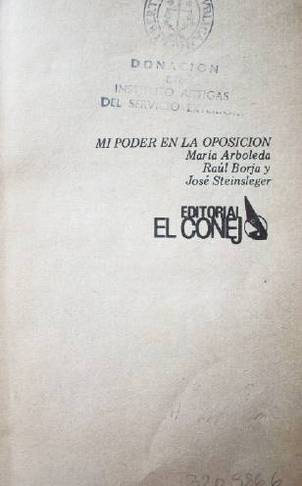 DONACION
INSTITUTO ARTIGAS
DEL SERVICIO EXTERIOR
MI PODER EN LA OPOSICION
María Arboleda
Raúl Borja y
José Steinsleger
EDITORIAL
EL CONEJO